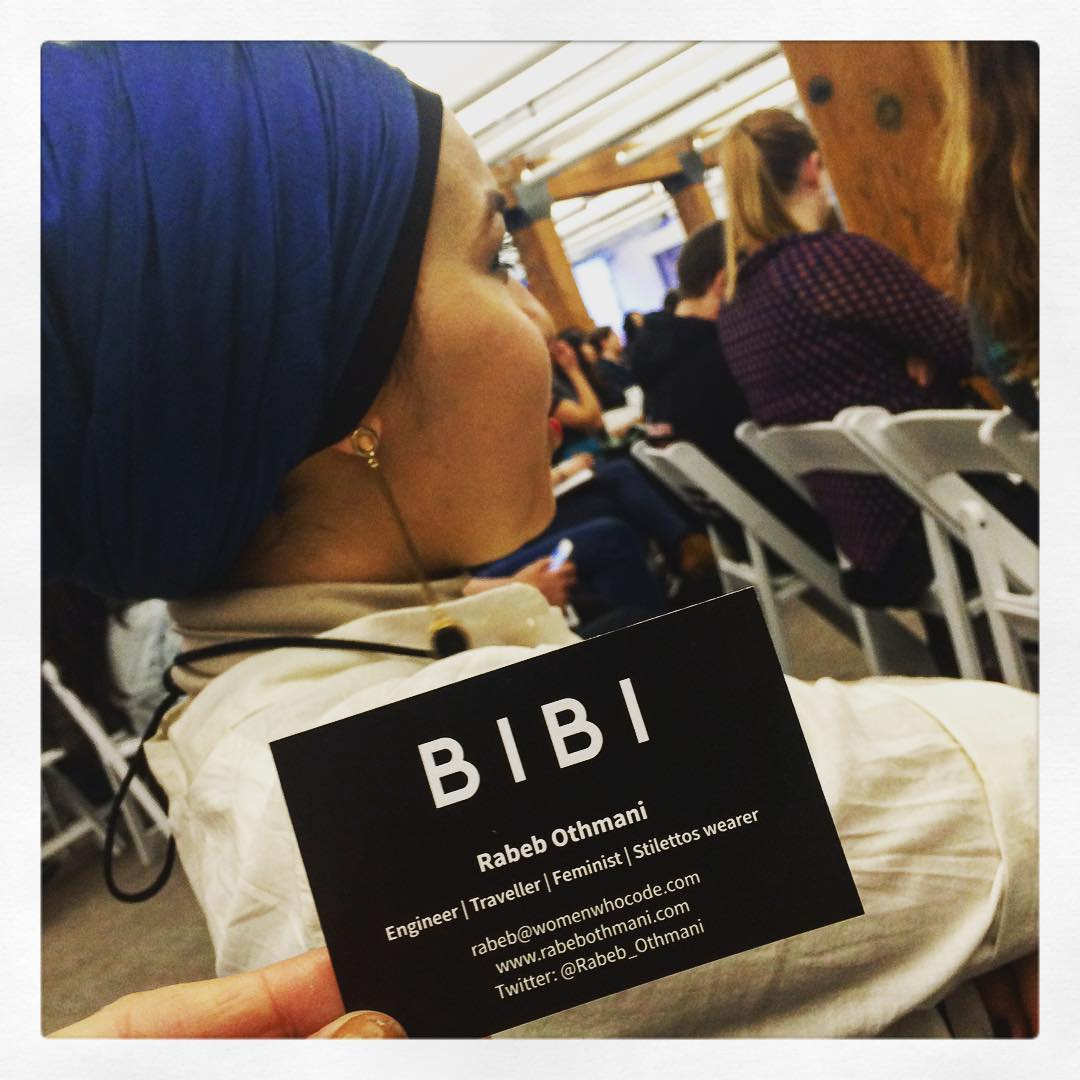 BIBI
Rabeb Othmani
Engineer | Traveller | Feminist | Stilettos wearer
rabeb@womenwhocode.com
www.rabebothmani.com
Twitter: @Rabeb_Othmani